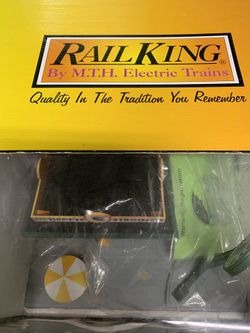 RAIL KING®
By M.T.H. Electric Trains
Quality In The Tradition You Remember